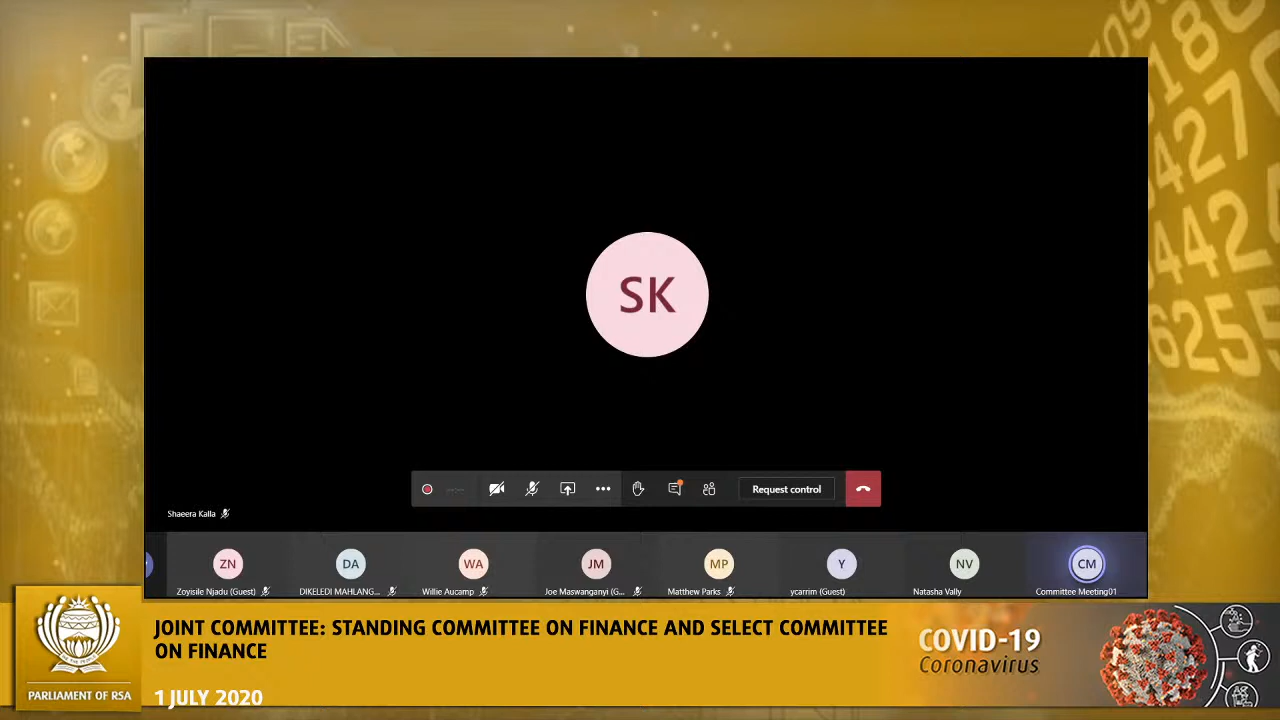 SK
Request control
Shaeera Kalla
ZN
DA
WA
JM
MP
Y
NV
CM
Zoyisile Njadu (Guest)
DIKELEDI MAHLANG...
Willie Aucamp
Joe Maswanganyi (G...
Matthew Parks
ycarrim (Guest)
Natasha Vally
Committee Meeting01
JOINT COMMITTEE: STANDING COMMITTEE ON FINANCE AND SELECT COMMITTEE
ON FINANCE
1 JULY 2020
PARLIAMENT OF RSA
COVID-19
Coronavirus